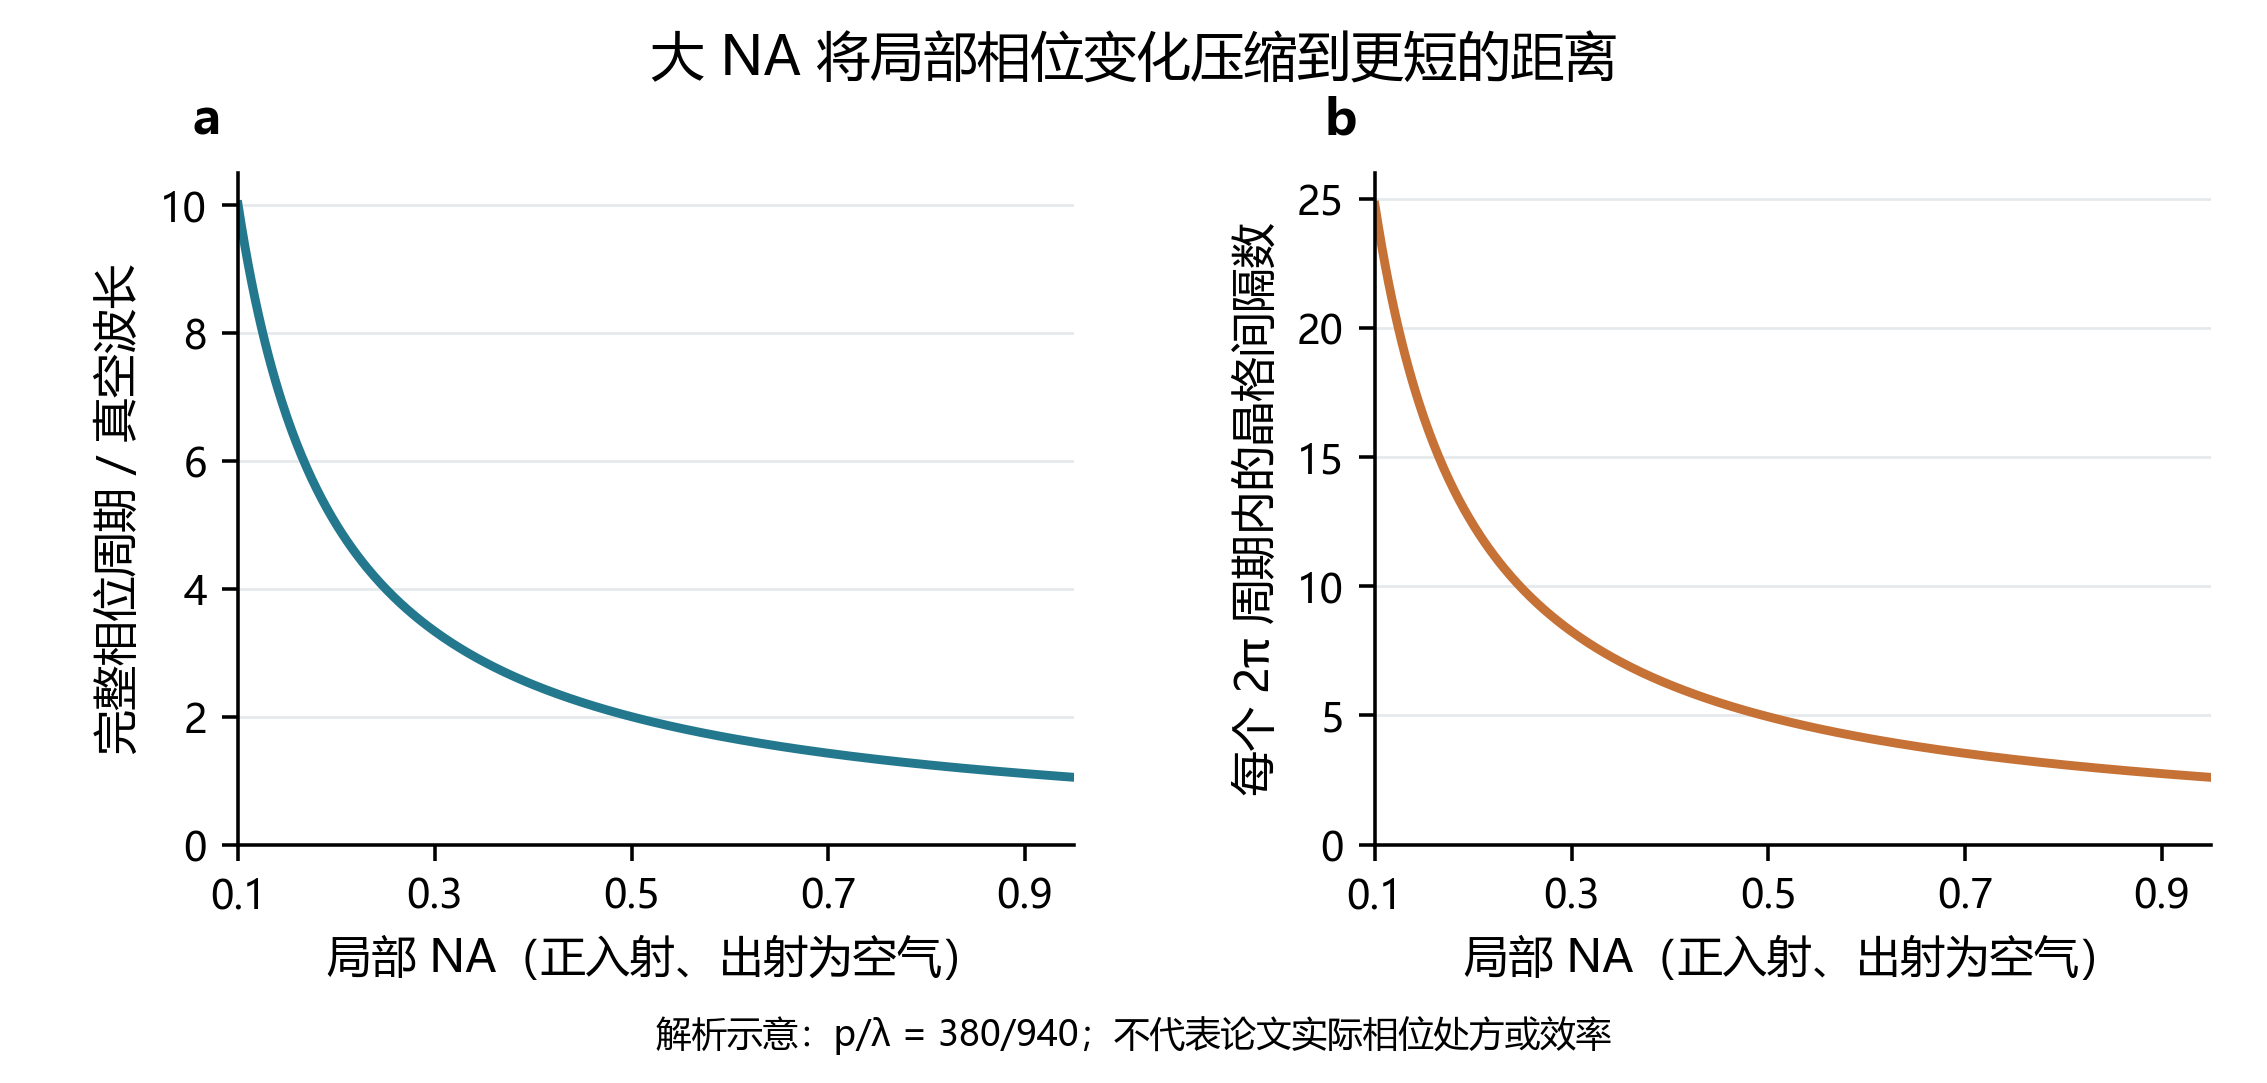 大 NA 将局部相位变化压缩到更短的距离
a
完整相位周期 / 真空波长
10
8
6
4
2
0
0.1 0.3 0.5 0.7 0.9
局部 NA（正入射、出射为空气）
b
每个 2π 周期内的晶格间隔数
25
20
15
10
5
0
0.1 0.3 0.5 0.7 0.9
局部 NA（正入射、出射为空气）
解析示意：p/λ = 380/940；不代表论文实际相位处方或效率